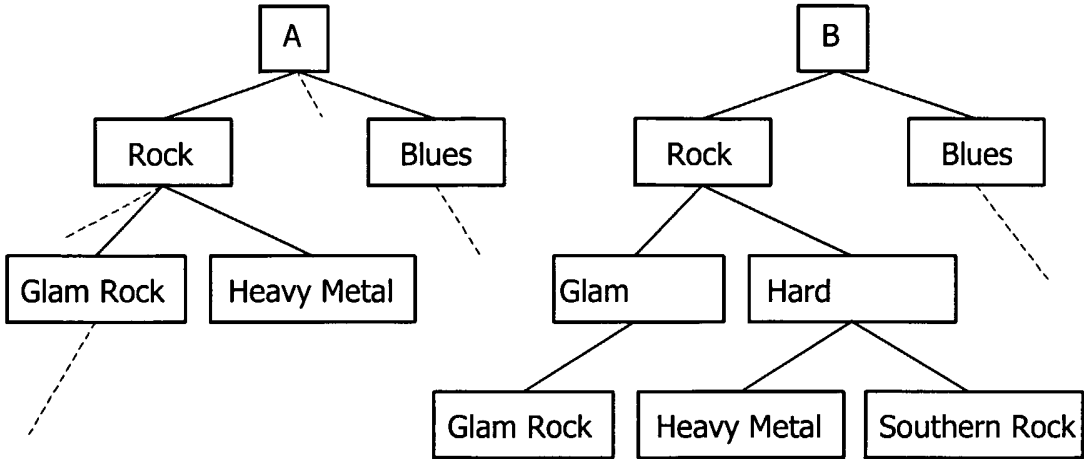 A
B
Rock
Blues
Rock
Blues
Glam Rock
Heavy Metal
Glam
Hard
Glam Rock
Heavy Metal
Southern Rock